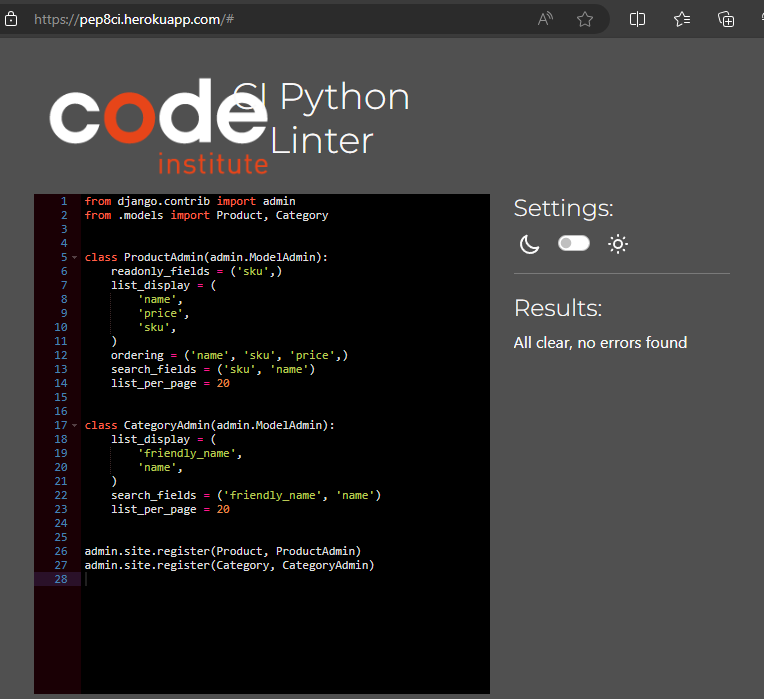 https://pep8ci.herokuapp.com/#
code
institute
CI Python
Linter
1 from django.contrib import admin
2 from .models import Product, Category
3
4
5 class ProductAdmin(admin.ModelAdmin):
6     readonly_fields = ('sku',)
7     list_display = (
8         'name',
9         'price',
10         'sku',
11     )
12     ordering = ('name', 'sku', 'price',)
13     search_fields = ('sku', 'name')
14     list_per_page = 20
15
16
17 class CategoryAdmin(admin.ModelAdmin):
18     list_display = (
19         'friendly_name',
20         'name',
21     )
22     search_fields = ('friendly_name', 'name')
23     list_per_page = 20
24
25
26 admin.site.register(Product, ProductAdmin)
27 admin.site.register(Category, CategoryAdmin)
28
Settings:
Results:
All clear, no errors found